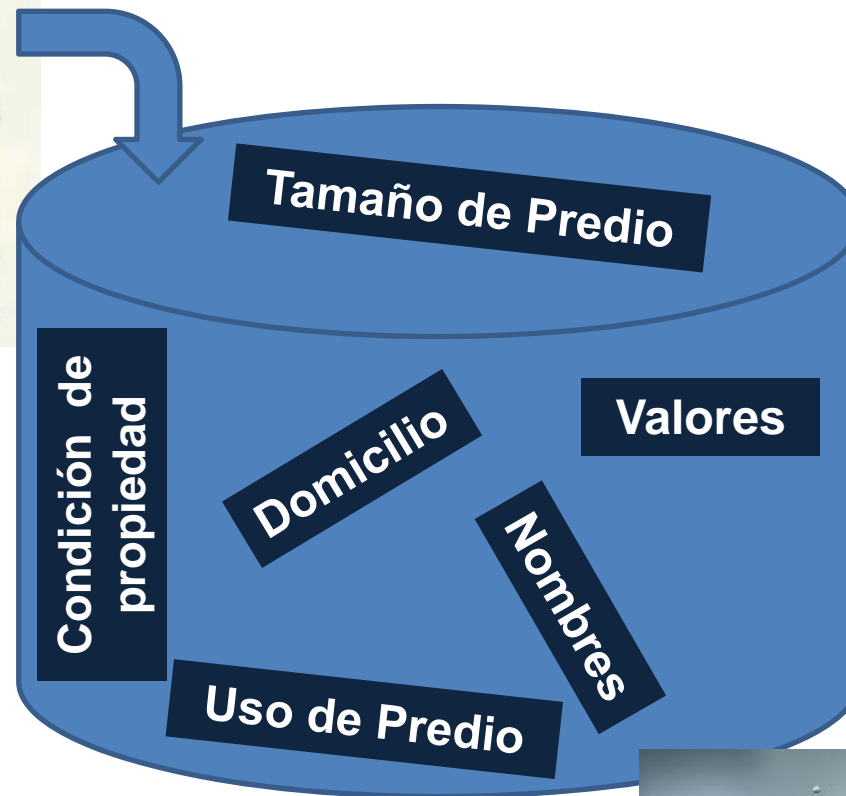 Tamaño de Predio
Condición de
propiedad
Domicilio
Valores
Nombres
Uso de Predio